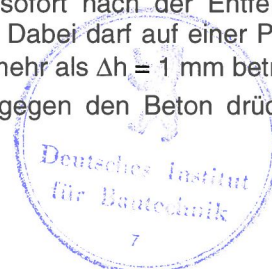 sofort nach der Entfe
Dabei darf auf einer P
mehr als Δh = 1 mm bet
gegen den Beton drüc
Deutsches Institut
für Bautechnik
7